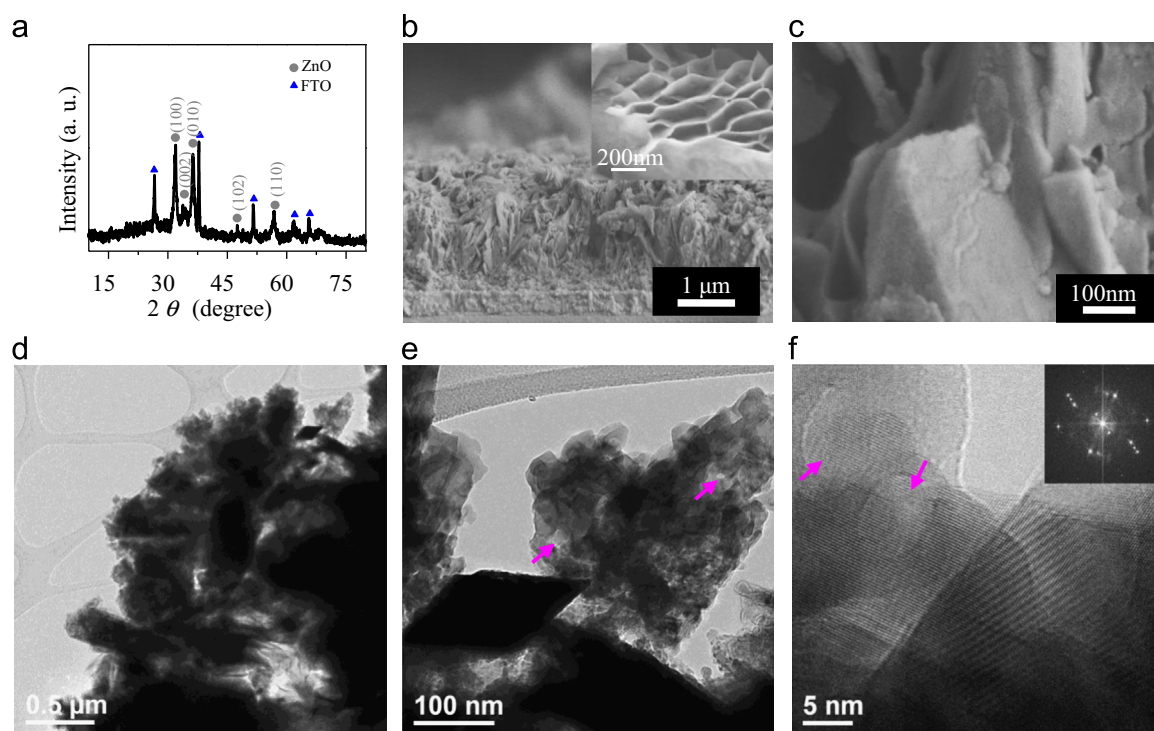 a
b
c
ZnO
FTO
(100)
(002)
(010)
(102)
(110)
Intensity (a. u.)
15 30 45 60 75
2 θ (degree)
200nm
1 μm
100nm
d
e
f
0.5 μm
100 nm
5 nm